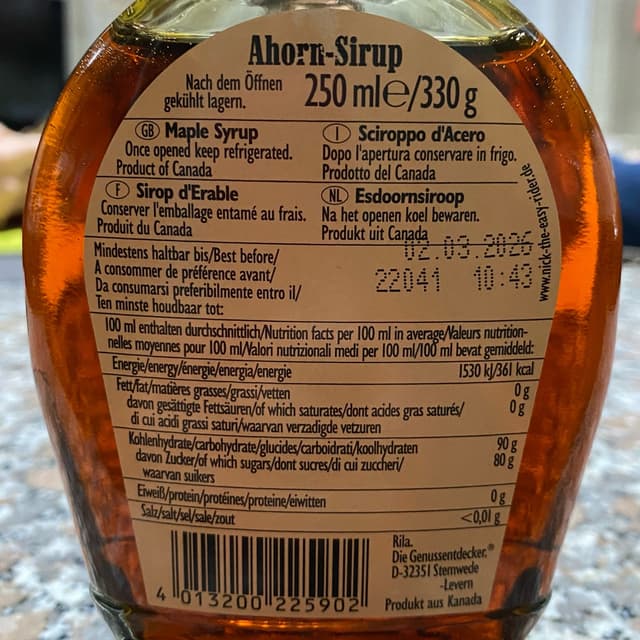 Ahorn-Sirup
Nach dem Öffnen
gekühlt lagern.
250 ml℮/330 g
GB Maple Syrup
Once opened keep refrigerated.
Product of Canada
I Sciroppo d'Acero
Dopo l'apertura conservare in frigo.
Prodotto del Canada
F Sirop d'Erable
Conserver l'emballage entamé au frais.
Produit du Canada
NL Esdoornsiroop
Na het openen koel bewaren.
Produkt uit Canada
www.nick-the-easy-rider.de
Mindestens haltbar bis/Best before/
A consommer de préférence avant/
Da consumarsi preferibilmente entro il/
Ten minste houdbaar tot:
02.03.2026
22041 10:43
100 ml enthalten durchschnittlich/Nutrition facts per 100 ml in average/Valeurs nutrition-
nelles moyennes pour 100 ml/Valori nutrizionali medi per 100 ml/100 ml bevat gemiddeld:
Energie/energy/énergie/energia/energie 1530 kJ/361 kcal
Fett/fat/matières grasses/grassi/vetten 0 g
davon gesättigte Fettsäuren/of which saturates/dont acides gras saturés/ 0 g
di cui acidi grassi saturi/waarvan verzadigde vetzuren
Kohlenhydrate/carbohydrate/glucides/carboidrati/koolhydraten 90 g
davon Zucker/of which sugars/dont sucres/di cui zuccheri/ 80 g
waarvan suikers
Eiweiß/protein/protéines/proteine/eiwitten 0 g
Salz/salt/sel/sale/zout <0,01 g
4 013200 225902
Rila.
Die Genussentdecker.®
D-32351 Stemwede
-Levern
Produkt aus Kanada